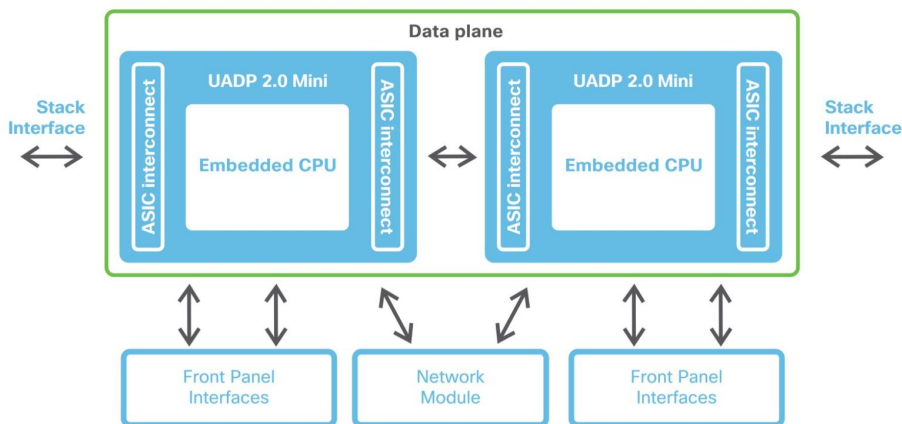 Data plane
UADP 2.0 Mini
UADP 2.0 Mini
Stack
Interface
ASIC interconnect
Embedded CPU
ASIC interconnect
ASIC interconnect
Embedded CPU
ASIC interconnect
Stack
Interface
Front Panel
Interfaces
Network
Module
Front Panel
Interfaces